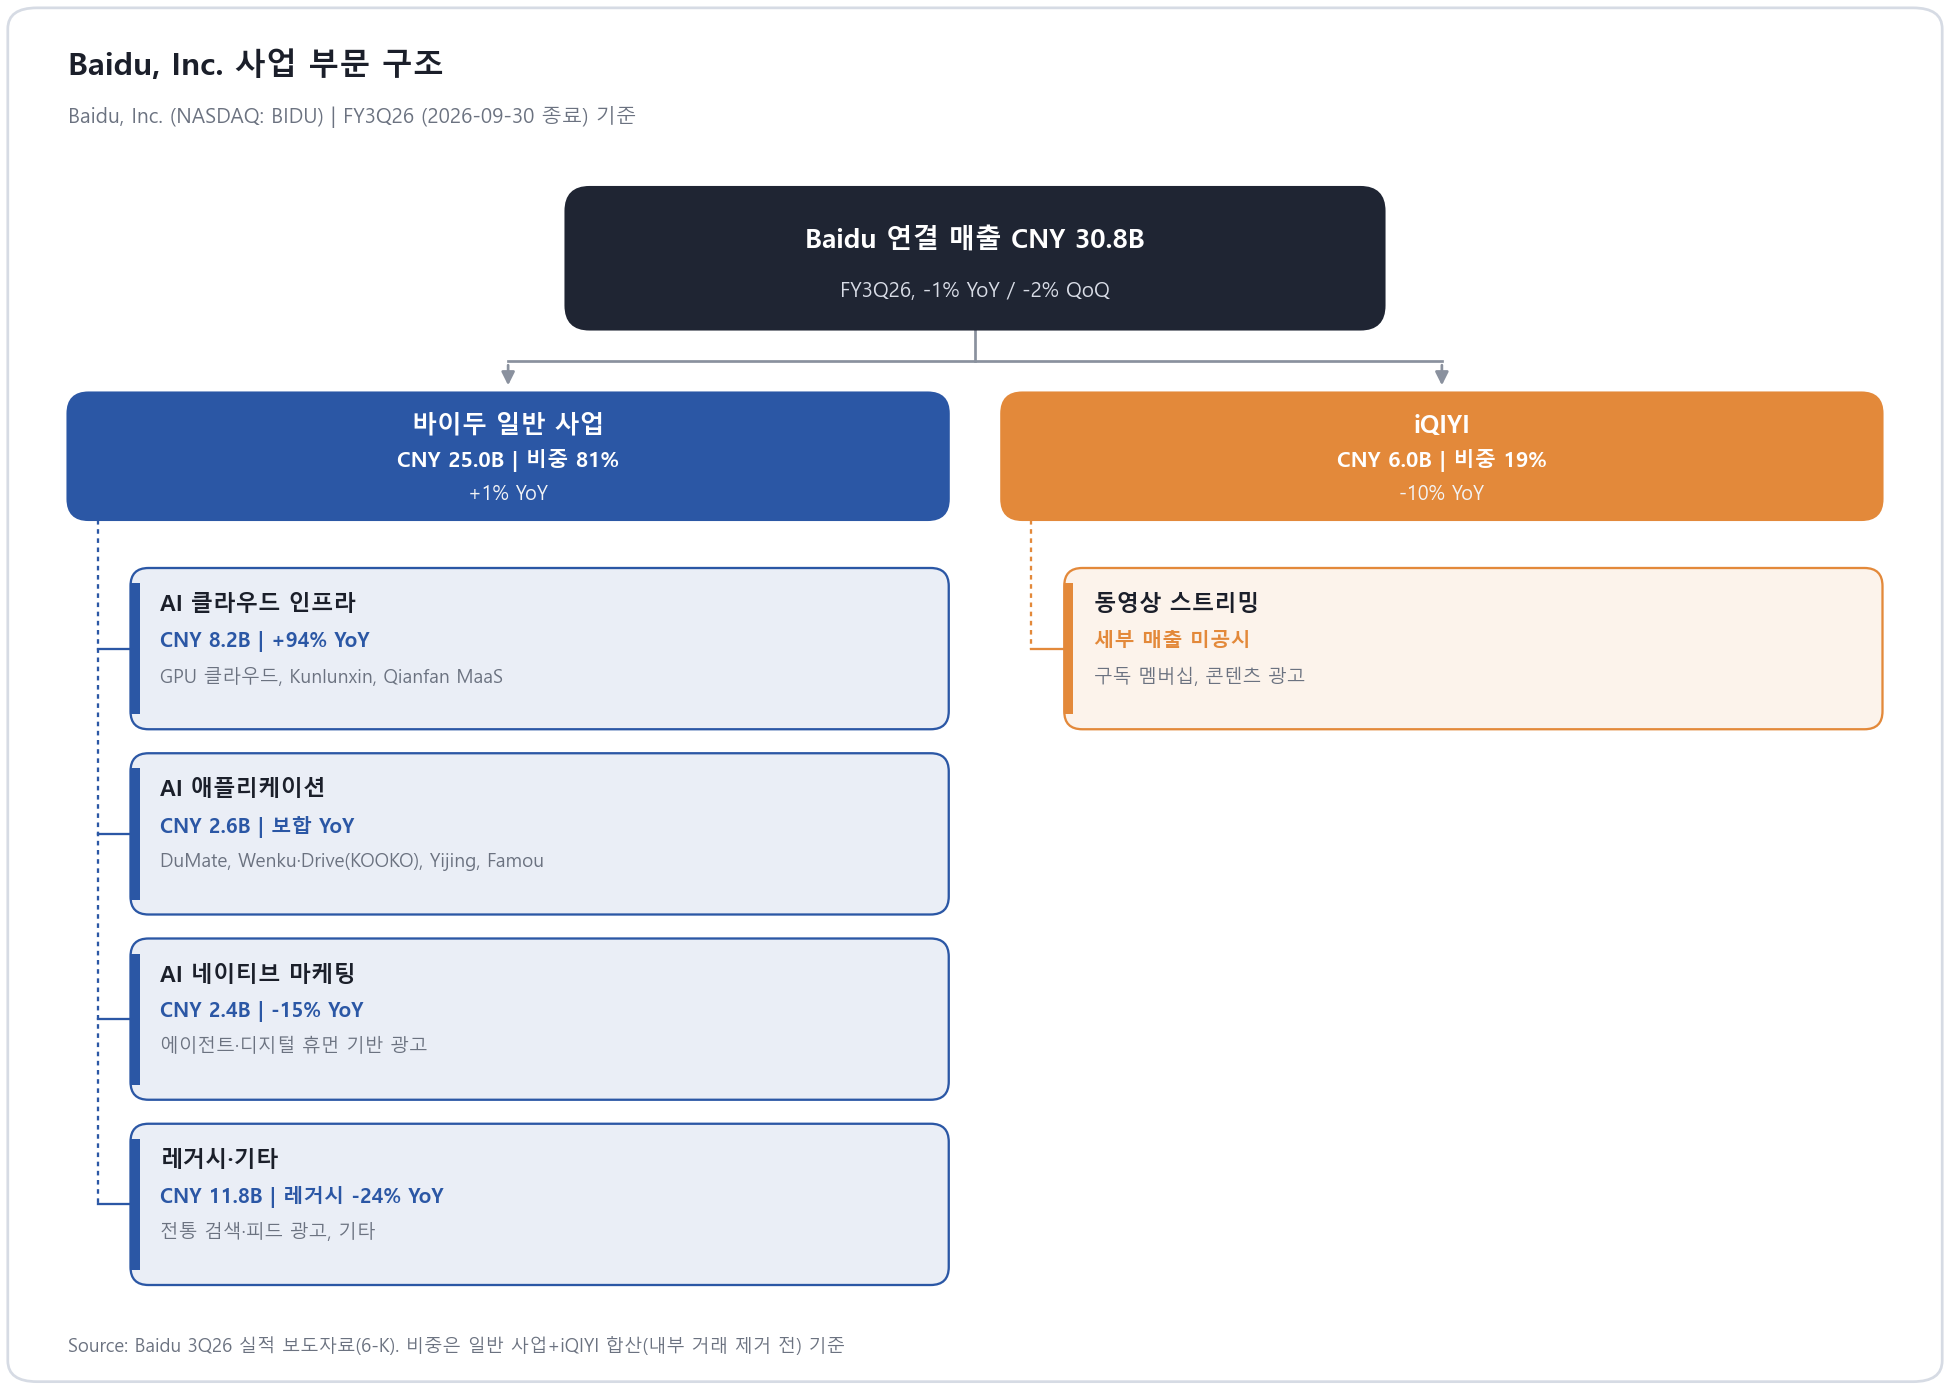 Baidu, Inc. 사업 부문 구조
Baidu, Inc. (NASDAQ: BIDU) | FY3Q26 (2026-09-30 종료) 기준
Baidu 연결 매출 CNY 30.8B
FY3Q26, -1% YoY / -2% QoQ
바이두 일반 사업
CNY 25.0B | 비중 81%
+1% YoY
iQIYI
CNY 6.0B | 비중 19%
-10% YoY
AI 클라우드 인프라
CNY 8.2B | +94% YoY
GPU 클라우드, Kunlunxin, Qianfan MaaS
AI 애플리케이션
CNY 2.6B | 보합 YoY
DuMate, Wenku·Drive(KOOKO), Yijing, Famou
AI 네이티브 마케팅
CNY 2.4B | -15% YoY
에이전트·디지털 휴먼 기반 광고
레거시·기타
CNY 11.8B | 레거시 -24% YoY
전통 검색·피드 광고, 기타
동영상 스트리밍
세부 매출 미공시
구독 멤버십, 콘텐츠 광고
Source: Baidu 3Q26 실적 보도자료(6-K). 비중은 일반 사업+iQIYI 합산(내부 거래 제거 전) 기준